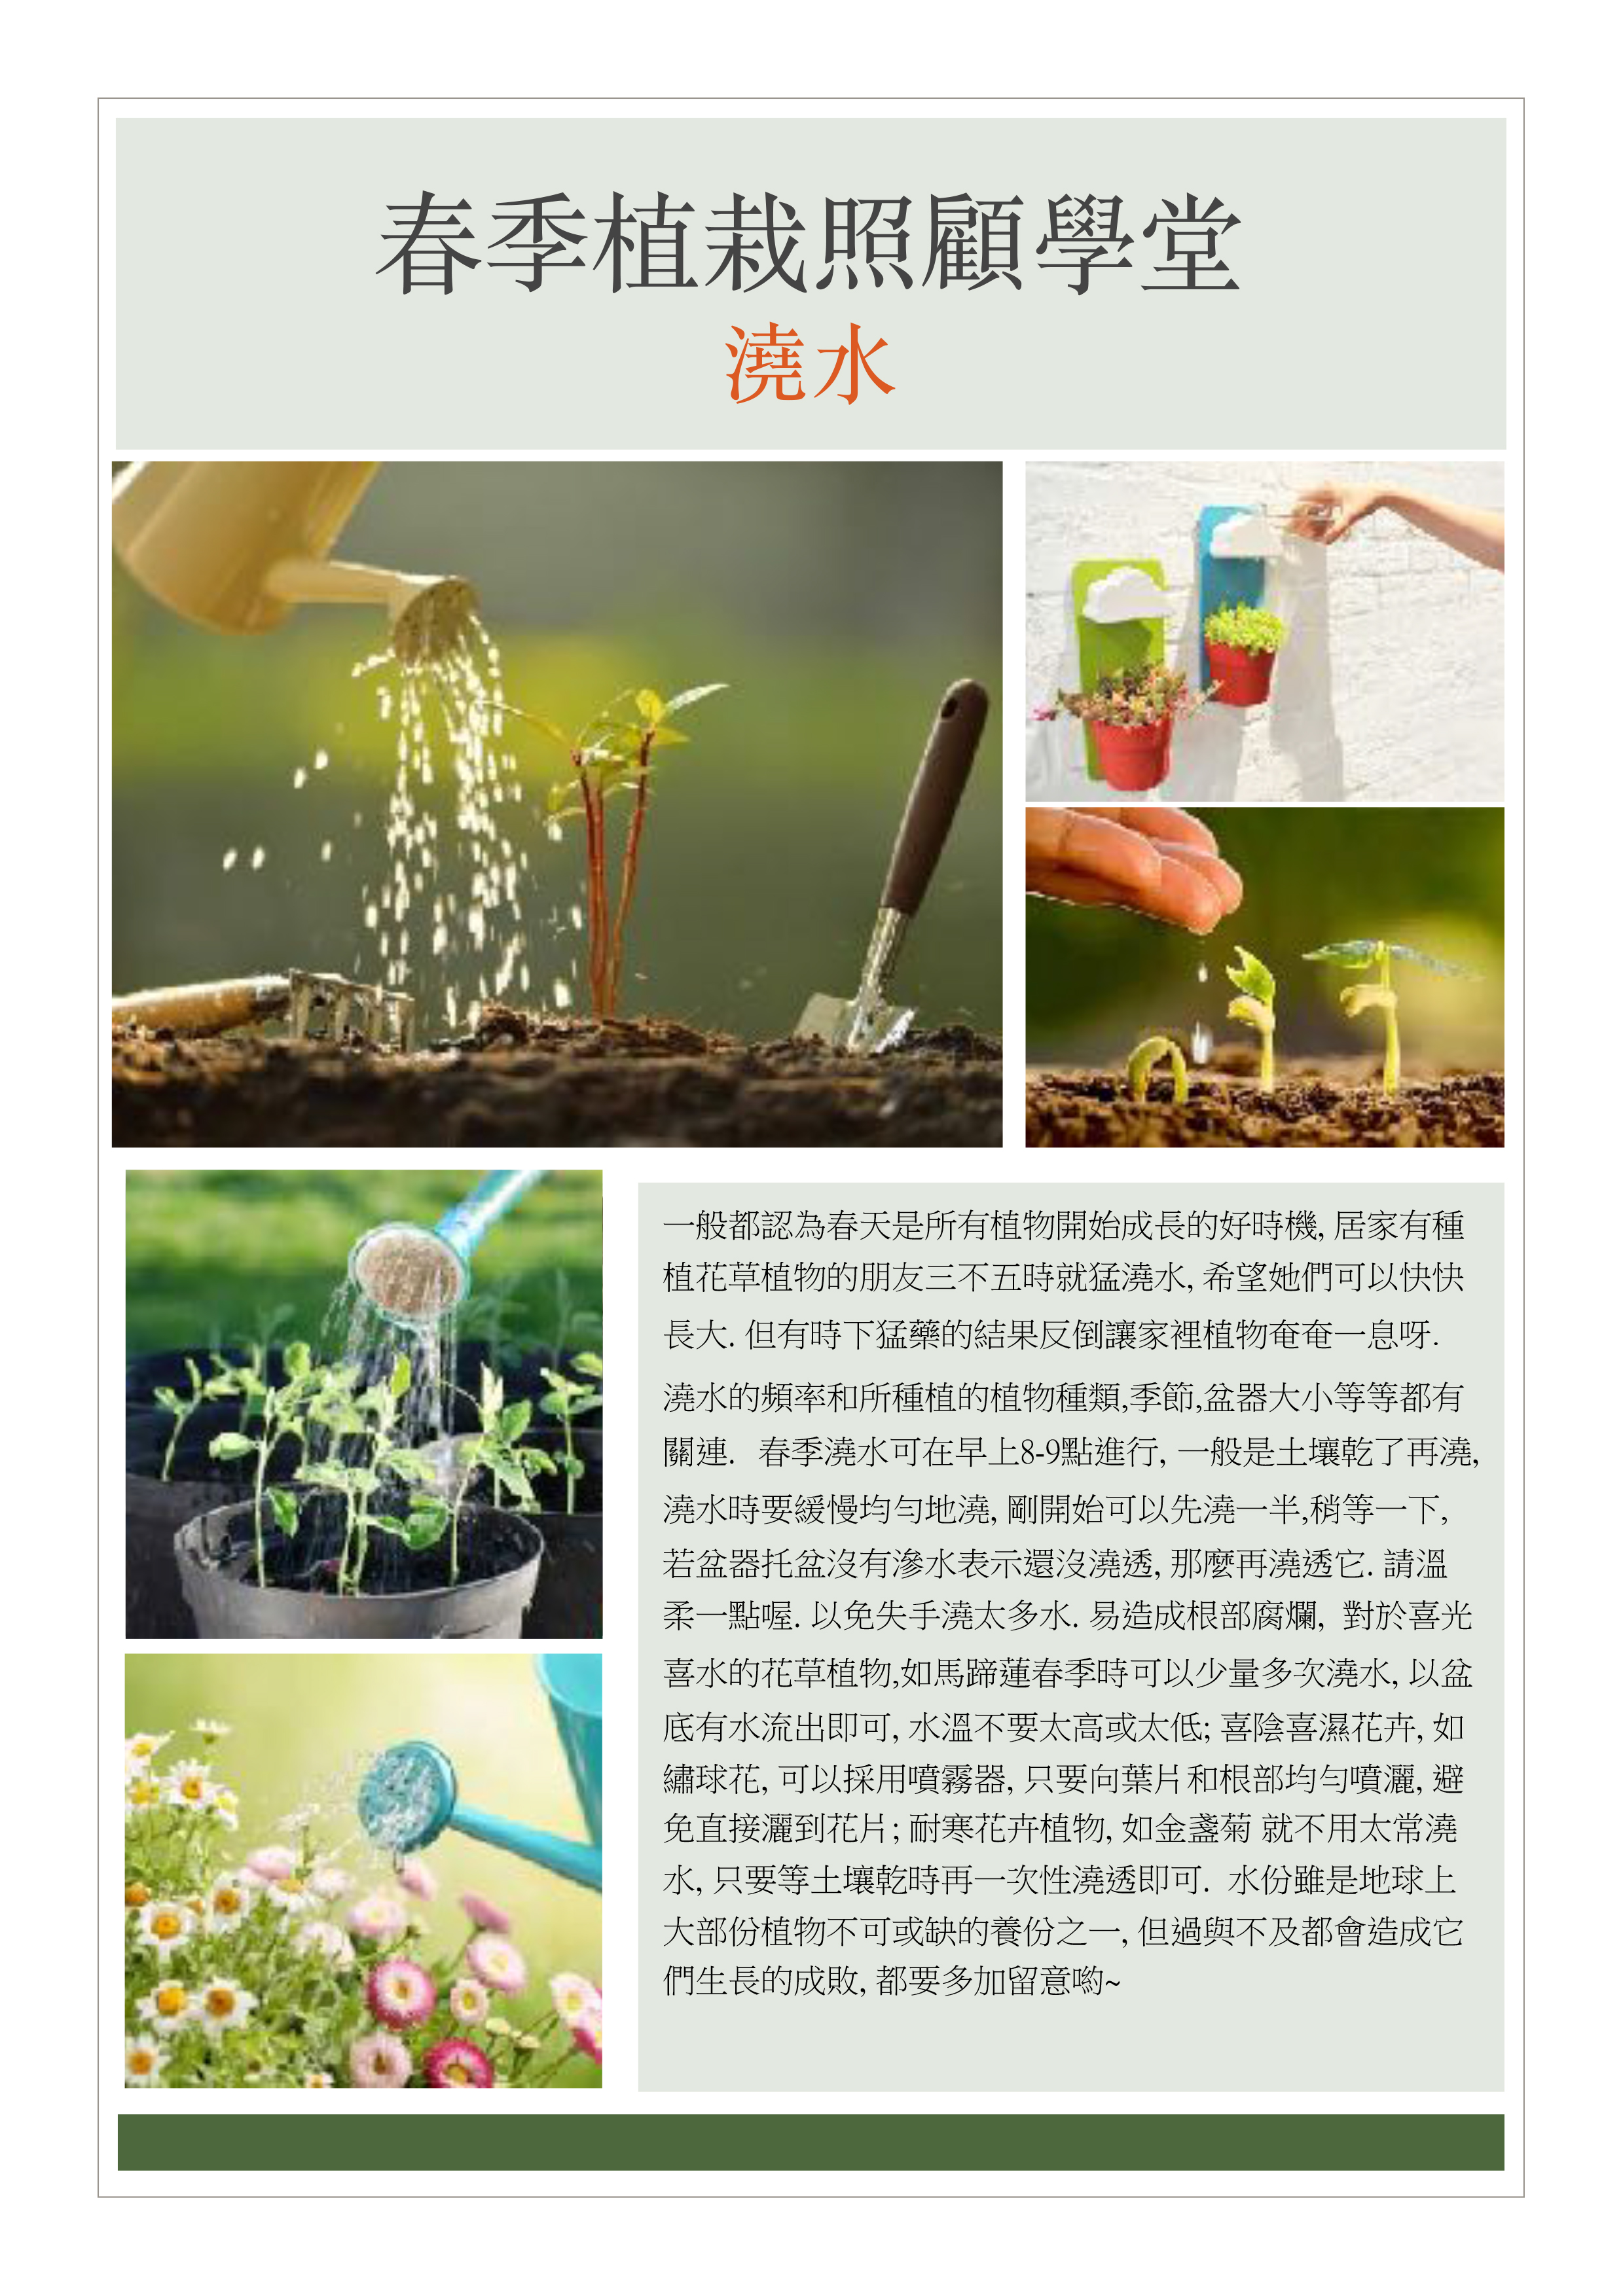 春季植栽照顧學堂
澆水
一般都認為春天是所有植物開始成長的好時機, 居家有種
植花草植物的朋友三不五時就猛澆水, 希望她們可以快快
長大. 但有時下猛藥的結果反倒讓家裡植物奄奄一息呀.
澆水的頻率和所種植的植物種類,季節,盆器大小等等都有
關連. 春季澆水可在早上8-9點進行, 一般是土壤乾了再澆,
澆水時要緩慢均勻地澆, 剛開始可以先澆一半,稍等一下,
若盆器托盆沒有滲水表示還沒澆透, 那麼再澆透它. 請溫
柔一點喔. 以免失手澆太多水. 易造成根部腐爛, 對於喜光
喜水的花草植物,如馬蹄蓮春季時可以少量多次澆水, 以盆
底有水流出即可, 水溫不要太高或太低; 喜陰喜濕花卉, 如
繡球花, 可以採用噴霧器, 只要向葉片和根部均勻噴灑, 避
免直接灑到花片; 耐寒花卉植物, 如金盞菊 就不用太常澆
水, 只要等土壤乾時再一次性澆透即可. 水份雖是地球上
大部份植物不可或缺的養份之一, 但過與不及都會造成它
們生長的成敗, 都要多加留意喲~